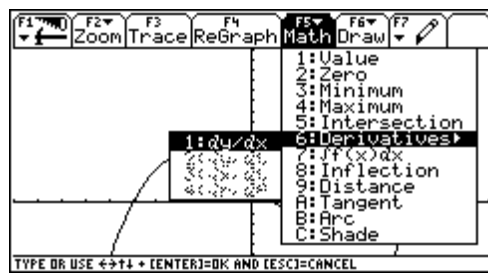 F1 F2 F3 F4 F5 F6 F7
Zoom Trace ReGraph Math Draw
1:Value
2:Zero
3:Minimum
4:Maximum
5:Intersection
6:Derivatives
1:dy/dx
7:∫f(x)dx
8:Inflection
9:Distance
A:Tangent
B:Arc
C:Shade
TYPE OR USE ←→↑↓ + [ENTER]=OK AND [ESC]=CANCEL